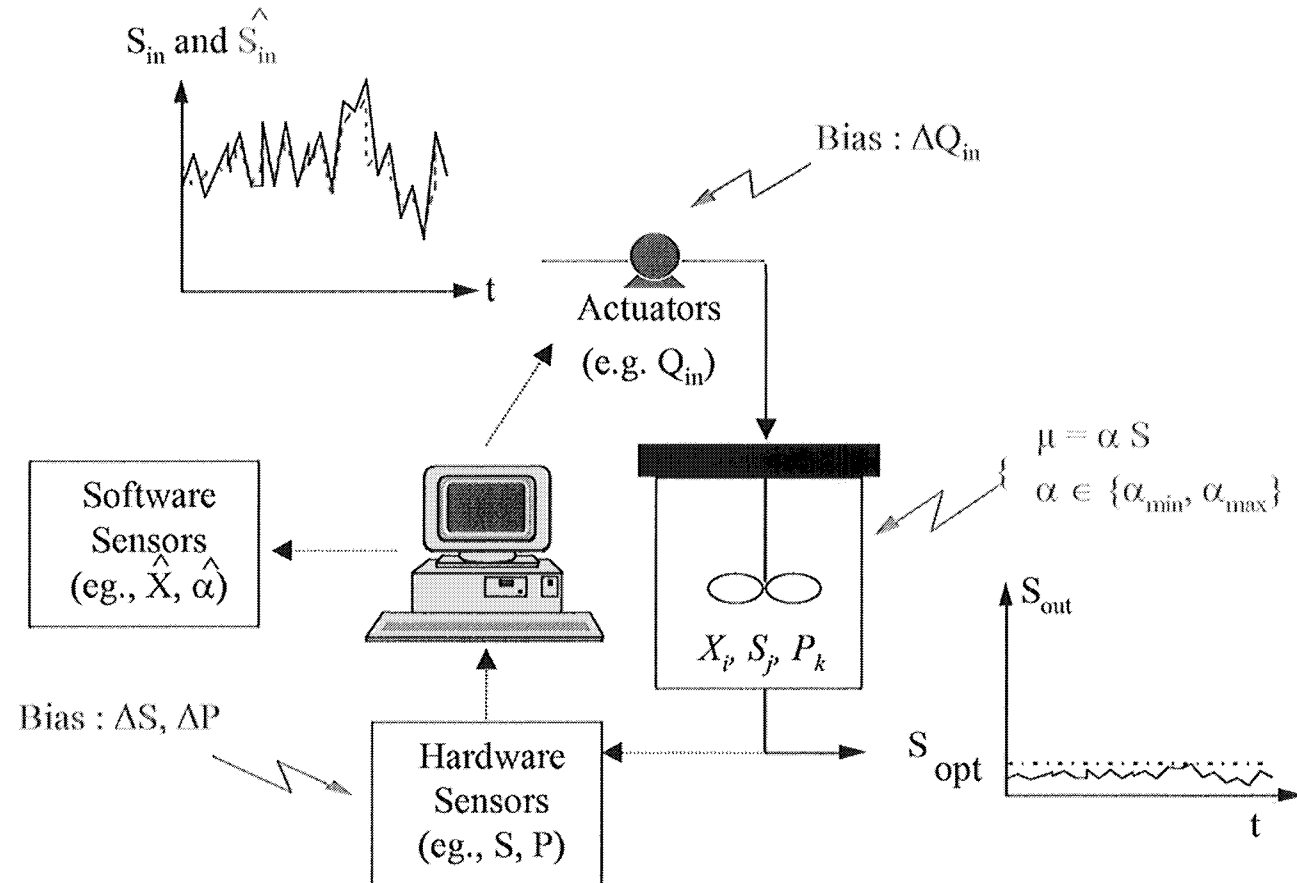 S_in and Ŝ_in
t
Bias : ΔQ_in
Actuators
(e.g. Q_in)
μ = α S
{ α ∈ {α_min, α_max}
Software
Sensors
(eg., X̂, α̂)
X_i, S_j, P_k
S_out
S_opt
t
Bias : ΔS, ΔP
Hardware
Sensors
(eg., S, P)